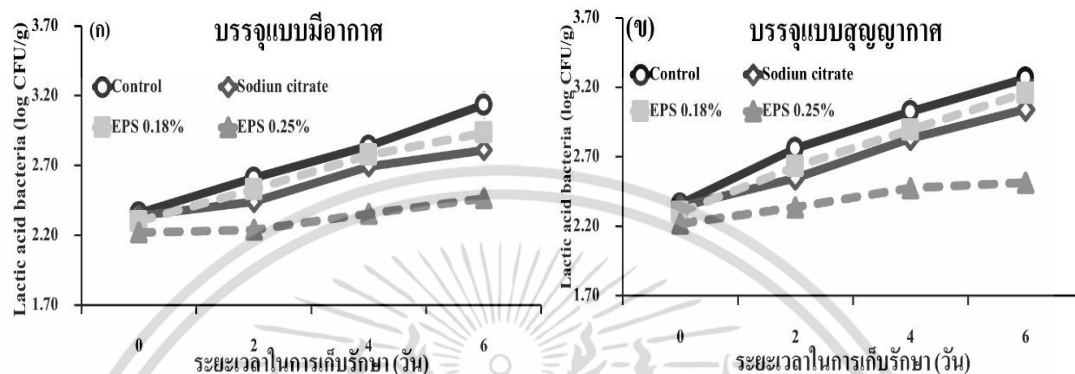 (ก) บรรจุแบบมีอากาศ
Lactic acid bacteria (log CFU/g)
3.70
3.20
2.70
2.20
1.70
Control
Sodiun citrate
EPS 0.18%
EPS 0.25%
0 2 4 6
ระยะเวลาในการเก็บรักษา (วัน)
(ข) บรรจุแบบสุญญากาศ
Lactic acid bacteria (log CFU/g)
3.70
3.20
2.70
2.20
1.70
Control
Sodiun citrate
EPS 0.18%
EPS 0.25%
0 2 4 6
ระยะเวลาในการเก็บรักษา (วัน)